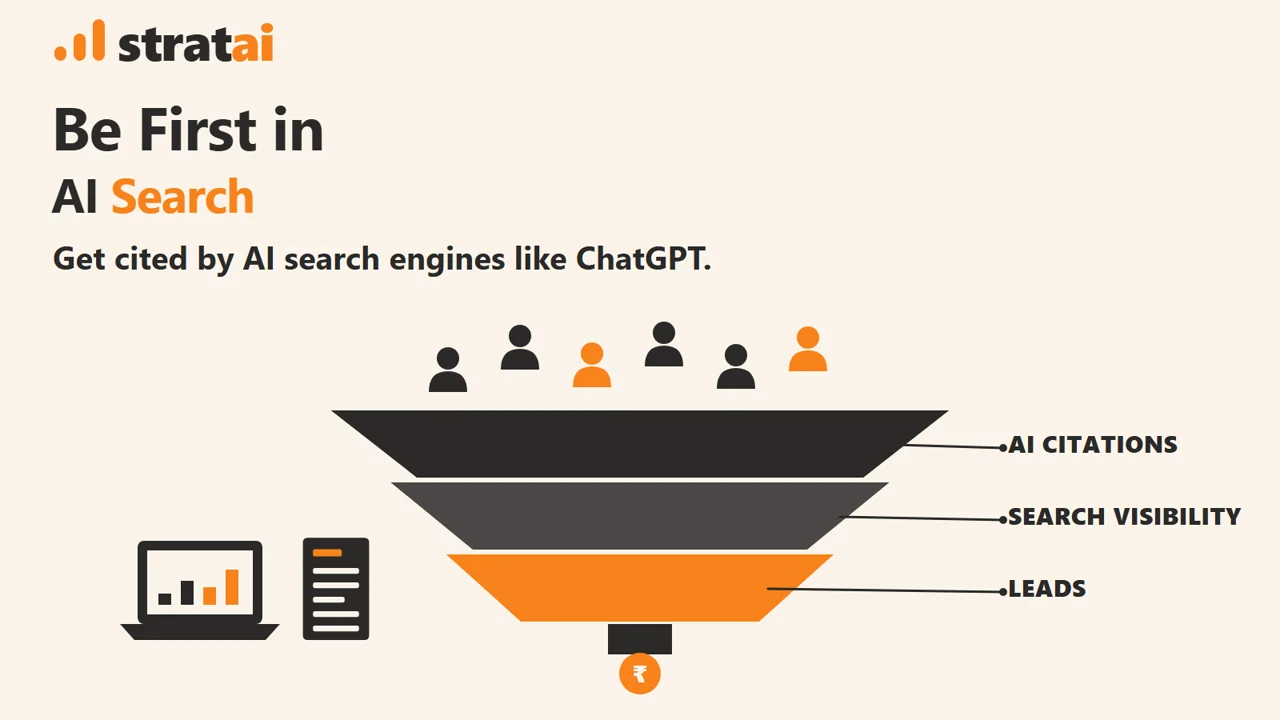 stratai
Be First in
AI Search
Get cited by AI search engines like ChatGPT.
AI CITATIONS
SEARCH VISIBILITY
LEADS
₹